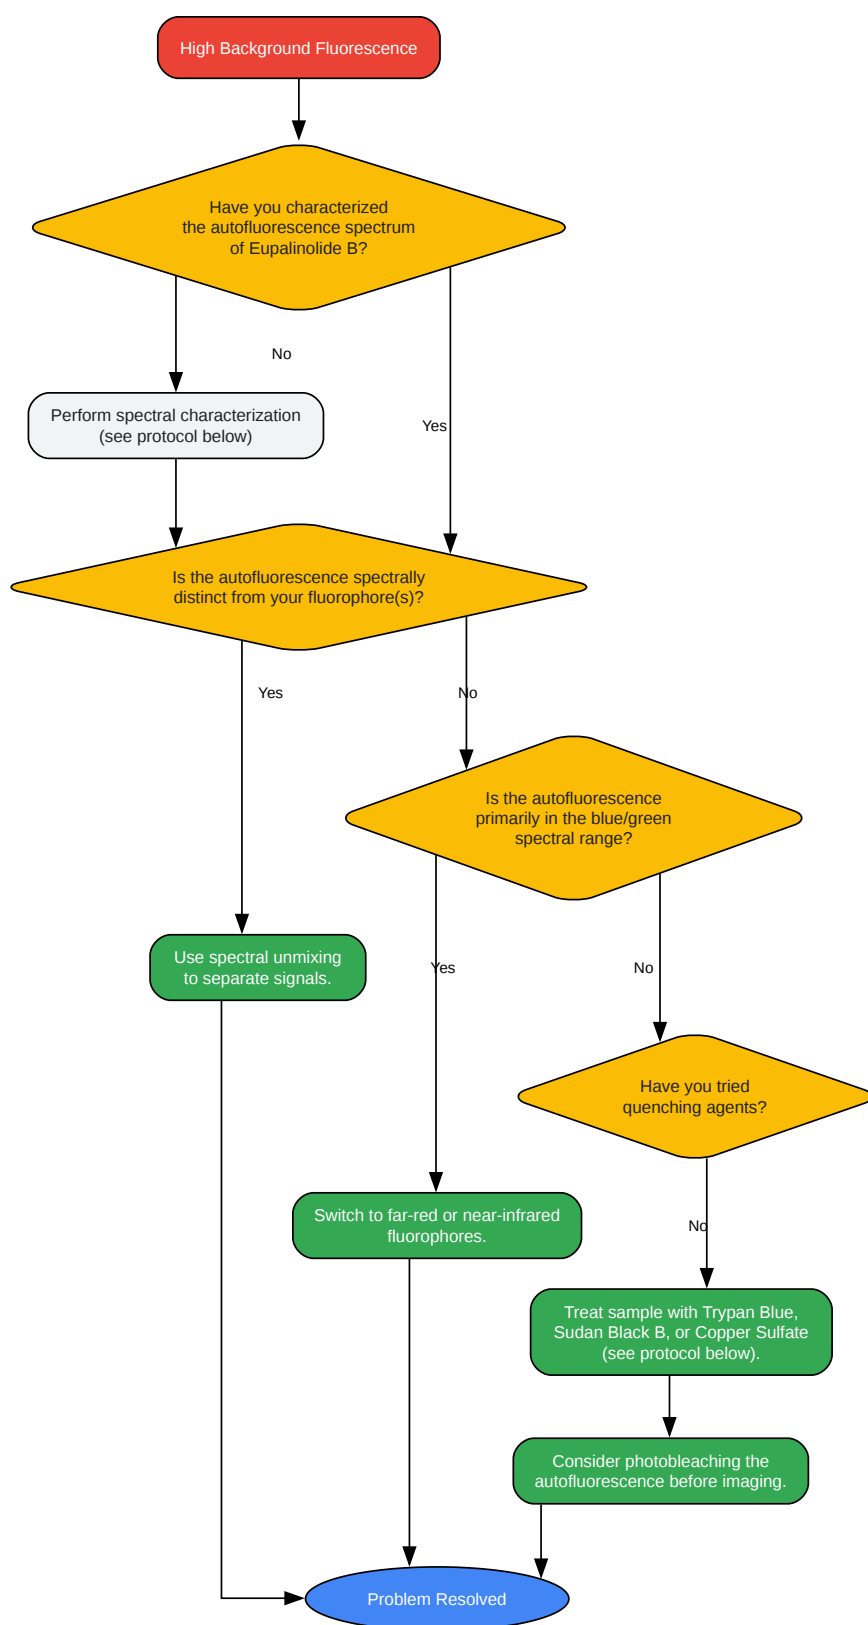 High Background Fluorescence
Have you characterized
the autofluorescence spectrum
of Eupalinolide B?
No
Perform spectral characterization
(see protocol below)
Yes
Is the autofluorescence spectrally
distinct from your fluorophore(s)?
Yes
No
Is the autofluorescence
primarily in the blue/green
spectral range?
Use spectral unmixing
to separate signals.
Yes
No
Have you tried
quenching agents?
Switch to far-red or near-infrared
fluorophores.
No
Treat sample with Trypan Blue,
Sudan Black B, or Copper Sulfate
(see protocol below).
Consider photobleaching the
autofluorescence before imaging.
Problem Resolved